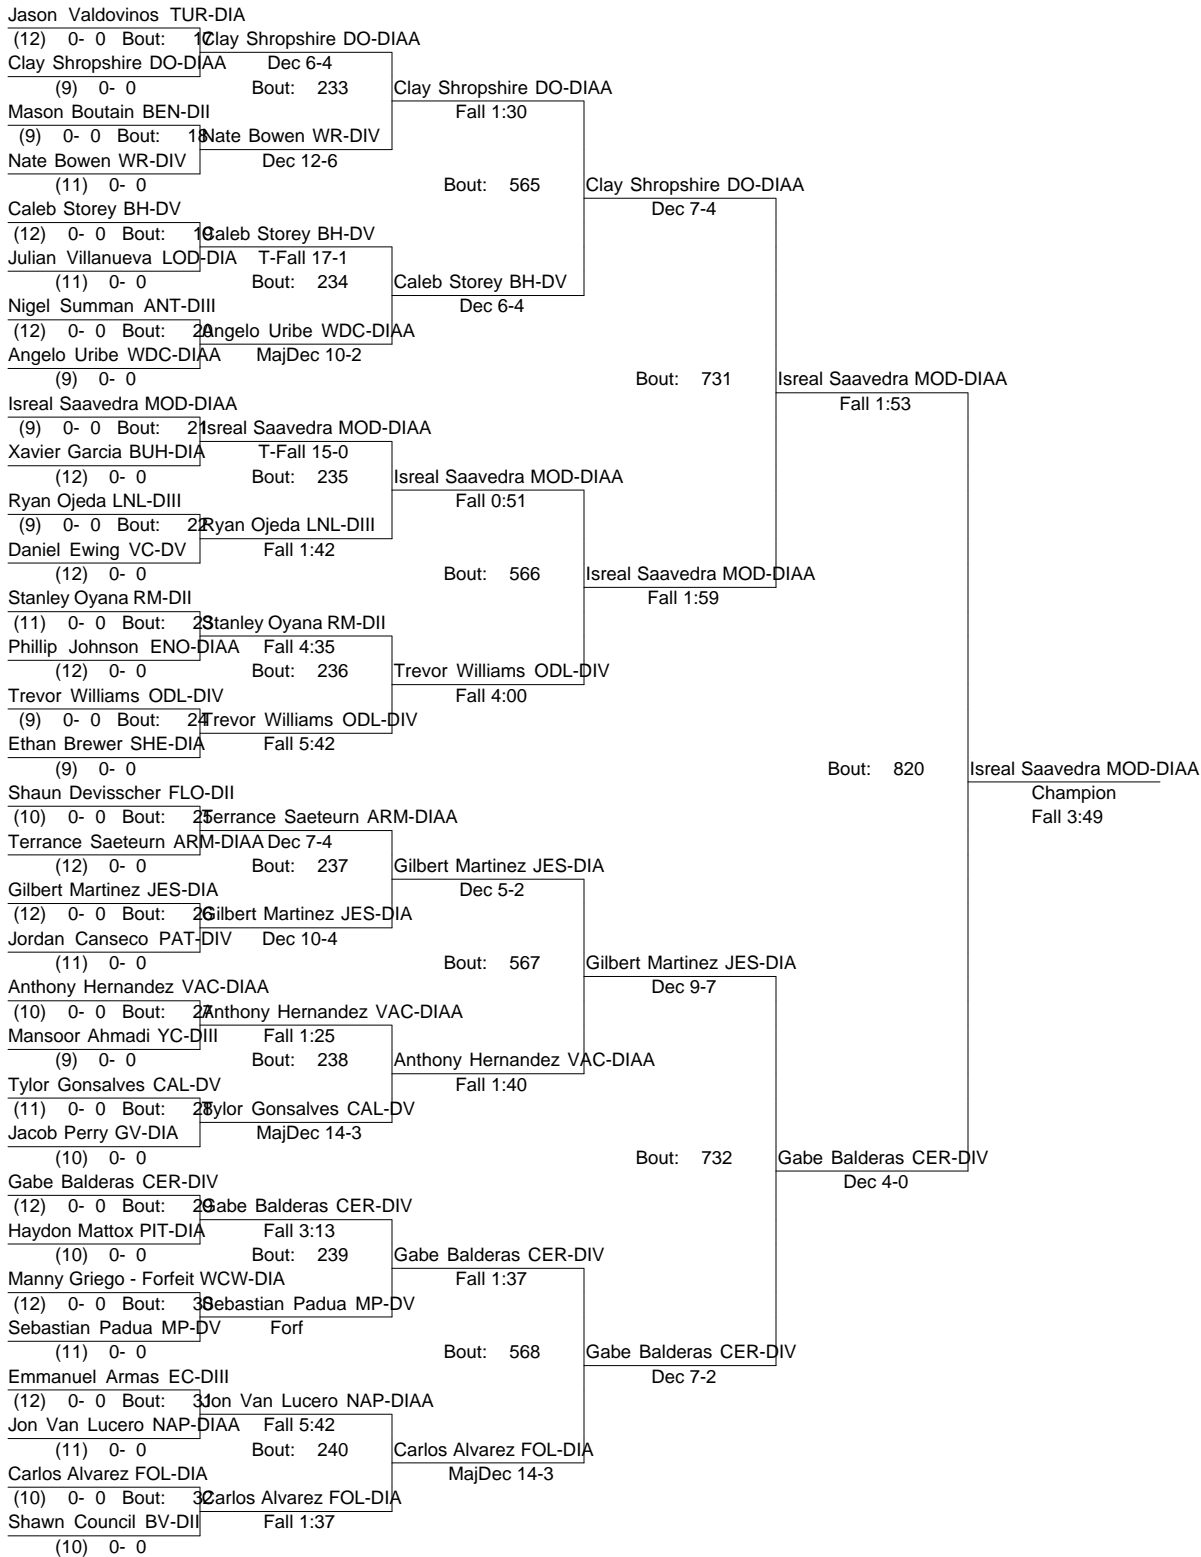 Jason Valdovinos TUR-DIA
(12) 0- 0 Bout: 17 Clay Shropshire DO-DIAA
Clay Shropshire DO-DIAA Dec 6-4
(9) 0- 0 Bout: 233 Clay Shropshire DO-DIAA
Mason Boutain BEN-DII Fall 1:30
(9) 0- 0 Bout: 18 Nate Bowen WR-DIV
Nate Bowen WR-DIV Dec 12-6
(11) 0- 0 Bout: 565 Clay Shropshire DO-DIAA
Caleb Storey BH-DV Dec 7-4
(12) 0- 0 Bout: 19 Caleb Storey BH-DV
Julian Villanueva LOD-DIA T-Fall 17-1
(11) 0- 0 Bout: 234 Caleb Storey BH-DV
Nigel Summan ANT-DIII Dec 6-4
(12) 0- 0 Bout: 20 Angelo Uribe WDC-DIAA
Angelo Uribe WDC-DIAA MajDec 10-2
(9) 0- 0 Bout: 731 Isreal Saavedra MOD-DIAA
Isreal Saavedra MOD-DIAA Fall 1:53
(9) 0- 0 Bout: 21 Isreal Saavedra MOD-DIAA
Xavier Garcia BUH-DIA T-Fall 15-0
(12) 0- 0 Bout: 235 Isreal Saavedra MOD-DIAA
Ryan Ojeda LNL-DIII Fall 0:51
(9) 0- 0 Bout: 22 Ryan Ojeda LNL-DIII
Daniel Ewing VC-DV Fall 1:42
(12) 0- 0 Bout: 566 Isreal Saavedra MOD-DIAA
Stanley Oyana RM-DII Fall 1:59
(11) 0- 0 Bout: 23 Stanley Oyana RM-DII
Phillip Johnson ENO-DIAA Fall 4:35
(12) 0- 0 Bout: 236 Trevor Williams ODL-DIV
Trevor Williams ODL-DIV Fall 4:00
(9) 0- 0 Bout: 24 Trevor Williams ODL-DIV
Ethan Brewer SHE-DIA Fall 5:42
(9) 0- 0 Bout: 820 Isreal Saavedra MOD-DIAA
Shaun Devisscher FLO-DII Champion
(10) 0- 0 Bout: 25 Terrance Saeteurn ARM-DIAA Fall 3:49
Terrance Saeteurn ARM-DIAA Dec 7-4
(12) 0- 0 Bout: 237 Gilbert Martinez JES-DIA
Gilbert Martinez JES-DIA Dec 5-2
(12) 0- 0 Bout: 26 Gilbert Martinez JES-DIA
Jordan Canseco PAT-DIV Dec 10-4
(11) 0- 0 Bout: 567 Gilbert Martinez JES-DIA
Anthony Hernandez VAC-DIAA Dec 9-7
(10) 0- 0 Bout: 27 Anthony Hernandez VAC-DIAA
Mansoor Ahmadi YC-DIII Fall 1:25
(9) 0- 0 Bout: 238 Anthony Hernandez VAC-DIAA
Tylor Gonsalves CAL-DV Fall 1:40
(11) 0- 0 Bout: 28 Tylor Gonsalves CAL-DV
Jacob Perry GV-DIA MajDec 14-3
(10) 0- 0 Bout: 732 Gabe Balderas CER-DIV
Gabe Balderas CER-DIV Dec 4-0
(12) 0- 0 Bout: 29 Gabe Balderas CER-DIV
Haydon Mattox PIT-DIA Fall 3:13
(10) 0- 0 Bout: 239 Gabe Balderas CER-DIV
Manny Griego - Forfeit WCW-DIA Fall 1:37
(12) 0- 0 Bout: 30 Sebastian Padua MP-DV
Sebastian Padua MP-DV Forf
(11) 0- 0 Bout: 568 Gabe Balderas CER-DIV
Emmanuel Armas EC-DIII Dec 7-2
(12) 0- 0 Bout: 31 Jon Van Lucero NAP-DIAA
Jon Van Lucero NAP-DIAA Fall 5:42
(11) 0- 0 Bout: 240 Carlos Alvarez FOL-DIA
Carlos Alvarez FOL-DIA MajDec 14-3
(10) 0- 0 Bout: 32 Carlos Alvarez FOL-DIA
Shawn Council BV-DII Fall 1:37
(10) 0- 0